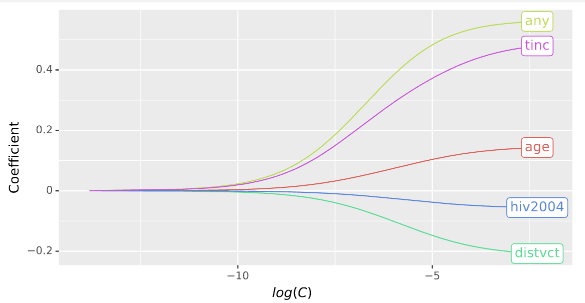 any
tinc
0.4
0.2
age
0
hiv2004
−0.2
distvct
−10
−5
log(C)
Coefficient